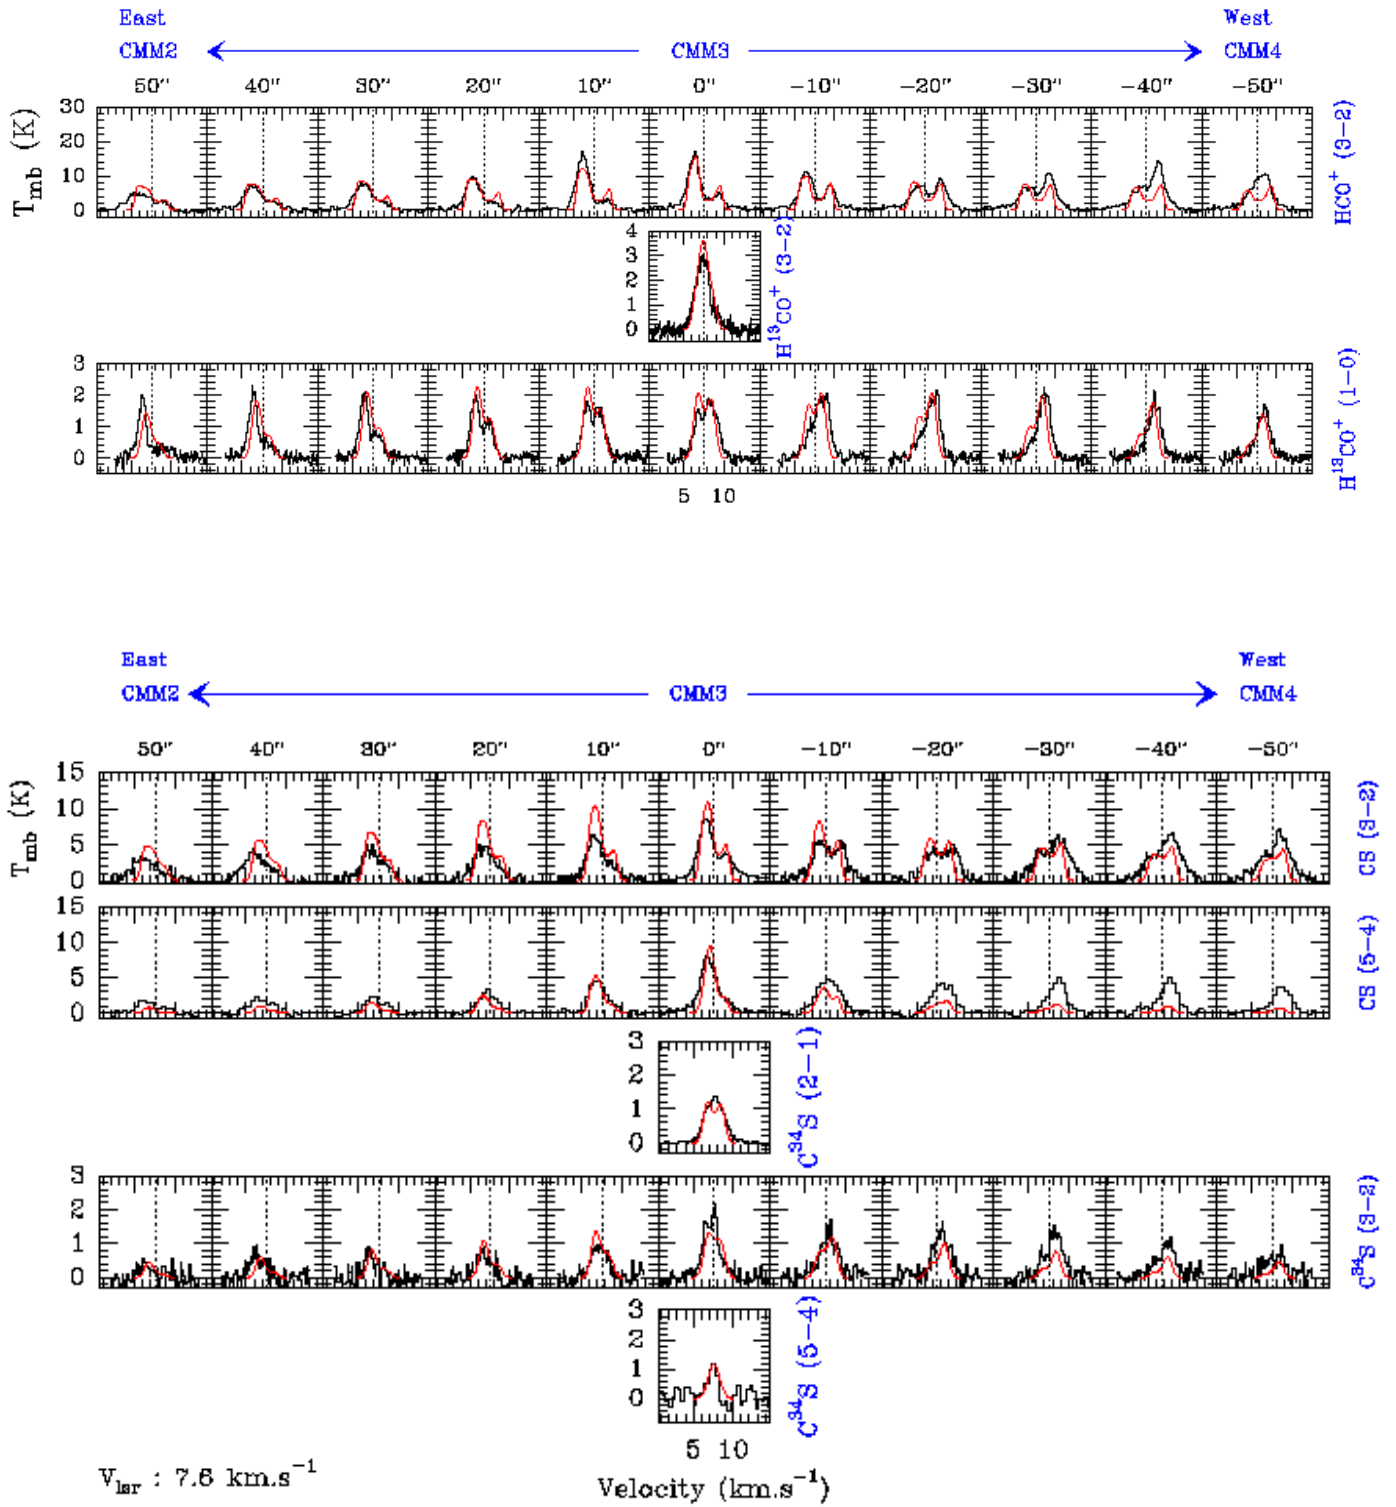 East West
CMM2 CMM3 CMM4
50" 40" 30" 20" 10" 0" -10" -20" -30" -40" -50"
T_mb (K)
30
20
10
0
HCO⁺ (3-2)
4
3
2
1
0
H¹³CO⁺ (3-2)
3
2
1
0
H¹³CO⁺ (1-0)
5 10
East West
CMM2 CMM3 CMM4
50" 40" 30" 20" 10" 0" -10" -20" -30" -40" -50"
T_mb (K)
15
10
5
0
CS (3-2)
15
10
5
0
CS (5-4)
3
2
1
0
C³⁴S (2-1)
3
2
1
0
C³⁴S (3-2)
3
2
1
0
C³⁴S (5-4)
5 10
V_lsr : 7.6 km.s⁻¹
Velocity (km.s⁻¹)